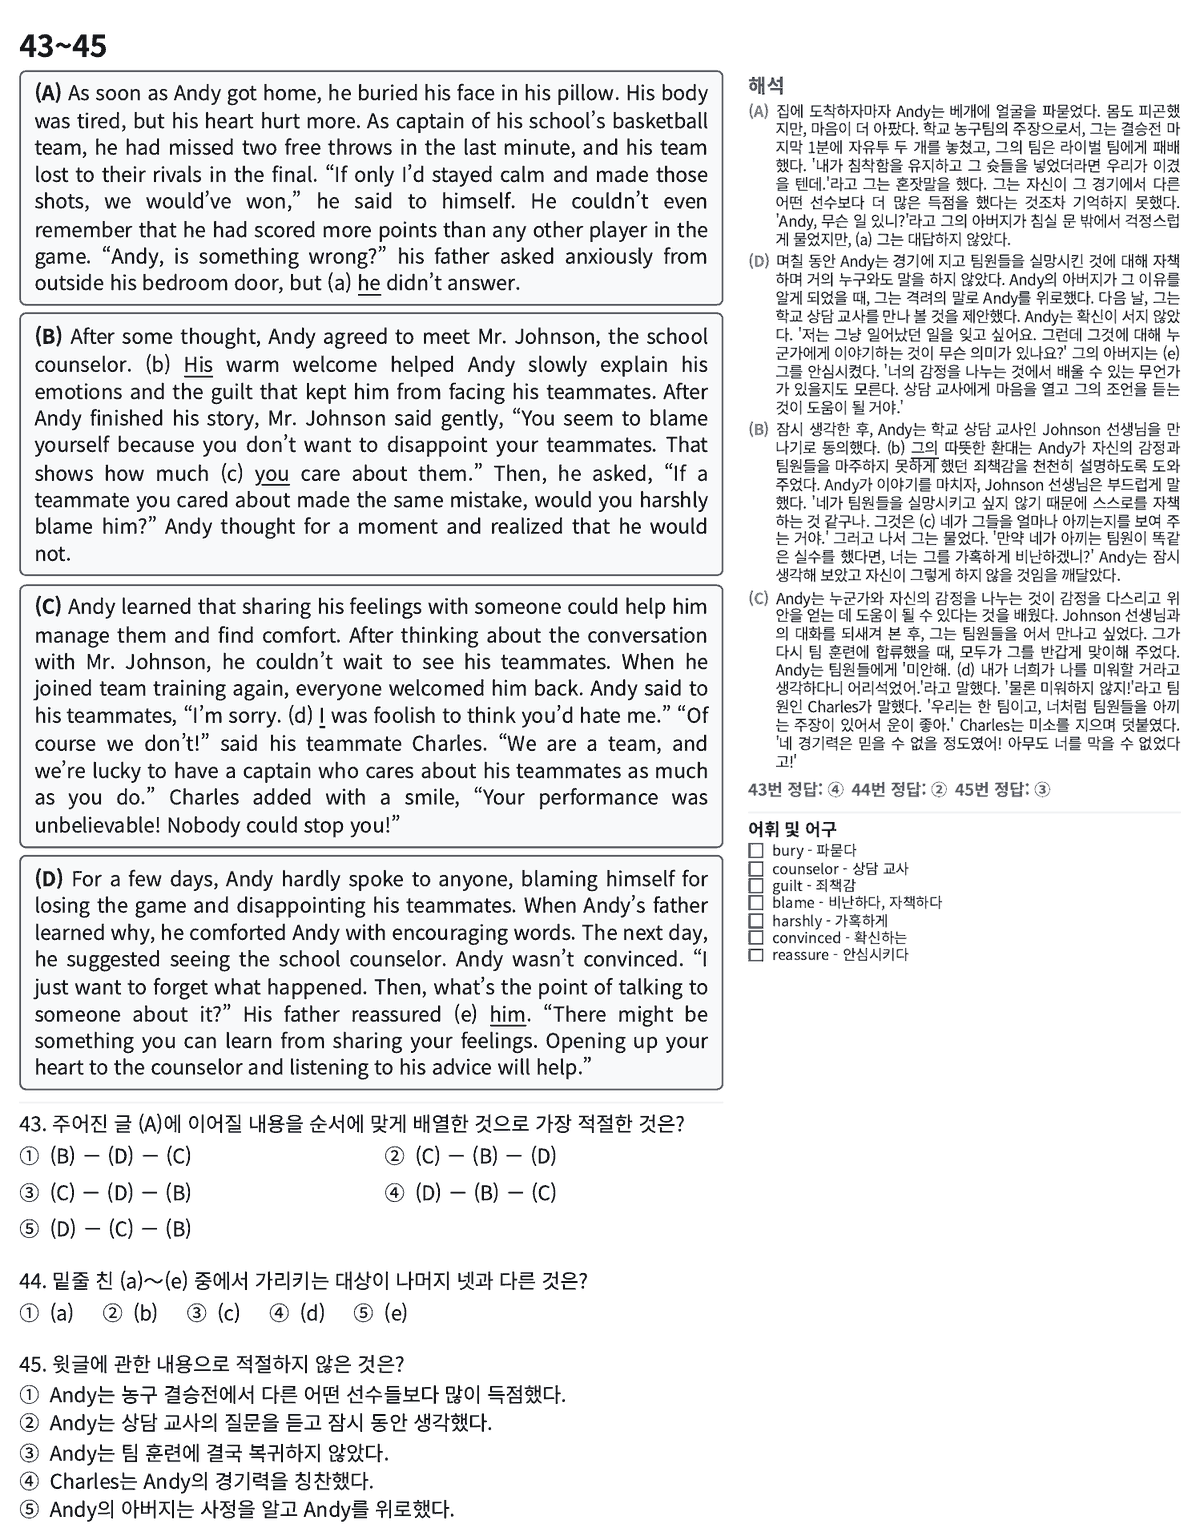 43~45
(A) As soon as Andy got home, he buried his face in his pillow. His body
was tired, but his heart hurt more. As captain of his school’s basketball
team, he had missed two free throws in the last minute, and his team
lost to their rivals in the final. “If only I’d stayed calm and made those
shots, we would’ve won,” he said to himself. He couldn’t even
remember that he had scored more points than any other player in the
game. “Andy, is something wrong?” his father asked anxiously from
outside his bedroom door, but (a) he didn’t answer.
(B) After some thought, Andy agreed to meet Mr. Johnson, the school
counselor. (b) His warm welcome helped Andy slowly explain his
emotions and the guilt that kept him from facing his teammates. After
Andy finished his story, Mr. Johnson said gently, “You seem to blame
yourself because you don’t want to disappoint your teammates. That
shows how much (c) you care about them.” Then, he asked, “If a
teammate you cared about made the same mistake, would you harshly
blame him?” Andy thought for a moment and realized that he would
not.
(C) Andy learned that sharing his feelings with someone could help him
manage them and find comfort. After thinking about the conversation
with Mr. Johnson, he couldn’t wait to see his teammates. When he
joined team training again, everyone welcomed him back. Andy said to
his teammates, “I’m sorry. (d) I was foolish to think you’d hate me.” “Of
course we don’t!” said his teammate Charles. “We are a team, and
we’re lucky to have a captain who cares about his teammates as much
as you do.” Charles added with a smile, “Your performance was
unbelievable! Nobody could stop you!”
(D) For a few days, Andy hardly spoke to anyone, blaming himself for
losing the game and disappointing his teammates. When Andy’s father
learned why, he comforted Andy with encouraging words. The next day,
he suggested seeing the school counselor. Andy wasn’t convinced. “I
just want to forget what happened. Then, what’s the point of talking to
someone about it?” His father reassured (e) him. “There might be
something you can learn from sharing your feelings. Opening up your
heart to the counselor and listening to his advice will help.”
43. 주어진 글 (A)에 이어질 내용을 순서에 맞게 배열한 것으로 가장 적절한 것은?
① (B) － (D) － (C) ② (C) － (B) － (D)
③ (C) － (D) － (B) ④ (D) － (B) － (C)
⑤ (D) － (C) － (B)
44. 밑줄 친 (a)～(e) 중에서 가리키는 대상이 나머지 넷과 다른 것은?
① (a) ② (b) ③ (c) ④ (d) ⑤ (e)
45. 윗글에 관한 내용으로 적절하지 않은 것은?
① Andy는 농구 결승전에서 다른 어떤 선수들보다 많이 득점했다.
② Andy는 상담 교사의 질문을 듣고 잠시 동안 생각했다.
③ Andy는 팀 훈련에 결국 복귀하지 않았다.
④ Charles는 Andy의 경기력을 칭찬했다.
⑤ Andy의 아버지는 사정을 알고 Andy를 위로했다.
해석
(A) 집에 도착하자마자 Andy는 베개에 얼굴을 파묻었다. 몸도 피곤했
지만, 마음이 더 아팠다. 학교 농구팀의 주장으로서, 그는 결승전 마
지막 1분에 자유투 두 개를 놓쳤고, 그의 팀은 라이벌 팀에게 패배
했다. '내가 침착함을 유지하고 그 슛들을 넣었더라면 우리가 이겼
을 텐데.'라고 그는 혼잣말을 했다. 그는 자신이 그 경기에서 다른
어떤 선수보다 더 많은 득점을 했다는 것조차 기억하지 못했다.
'Andy, 무슨 일 있니?'라고 그의 아버지가 침실 문 밖에서 걱정스럽
게 물었지만, (a) 그는 대답하지 않았다.
(D) 며칠 동안 Andy는 경기에 지고 팀원들을 실망시킨 것에 대해 자책
하며 거의 누구와도 말을 하지 않았다. Andy의 아버지가 그 이유를
알게 되었을 때, 그는 격려의 말로 Andy를 위로했다. 다음 날, 그는
학교 상담 교사를 만나 볼 것을 제안했다. Andy는 확신이 서지 않았
다. '저는 그냥 일어났던 일을 잊고 싶어요. 그런데 그것에 대해 누
군가에게 이야기하는 것이 무슨 의미가 있나요?' 그의 아버지는 (e)
그를 안심시켰다. '너의 감정을 나누는 것에서 배울 수 있는 무언가
가 있을지도 모른다. 상담 교사에게 마음을 열고 그의 조언을 듣는
것이 도움이 될 거야.'
(B) 잠시 생각한 후, Andy는 학교 상담 교사인 Johnson 선생님을 만
나기로 동의했다. (b) 그의 따뜻한 환대는 Andy가 자신의 감정과
팀원들을 마주하지 못하게 했던 죄책감을 천천히 설명하도록 도와
주었다. Andy가 이야기를 마치자, Johnson 선생님은 부드럽게 말
했다. '네가 팀원들을 실망시키고 싶지 않기 때문에 스스로를 자책
하는 것 같구나. 그것은 (c) 네가 그들을 얼마나 아끼는지를 보여 주
는 거야.' 그러고 나서 그는 물었다. '만약 네가 아끼는 팀원이 똑같
은 실수를 했다면, 너는 그를 가혹하게 비난하겠니?' Andy는 잠시
생각해 보았고 자신이 그렇게 하지 않을 것임을 깨달았다.
(C) Andy는 누군가와 자신의 감정을 나누는 것이 감정을 다스리고 위
안을 얻는 데 도움이 될 수 있다는 것을 배웠다. Johnson 선생님과
의 대화를 되새겨 본 후, 그는 팀원들을 어서 만나고 싶었다. 그가
다시 팀 훈련에 합류했을 때, 모두가 그를 반갑게 맞이해 주었다.
Andy는 팀원들에게 '미안해. (d) 내가 너희가 나를 미워할 거라고
생각하다니 어리석었어.'라고 말했다. '물론 미워하지 않지!'라고 팀
원인 Charles가 말했다. '우리는 한 팀이고, 너처럼 팀원들을 아끼
는 주장이 있어서 운이 좋아.' Charles는 미소를 지으며 덧붙였다.
'네 경기력은 믿을 수 없을 정도였어! 아무도 너를 막을 수 없었다
고!'
43번 정답: ④ 44번 정답: ② 45번 정답: ③
어휘 및 어구
bury - 파묻다
counselor - 상담 교사
guilt - 죄책감
blame - 비난하다, 자책하다
harshly - 가혹하게
convinced - 확신하는
reassure - 안심시키다